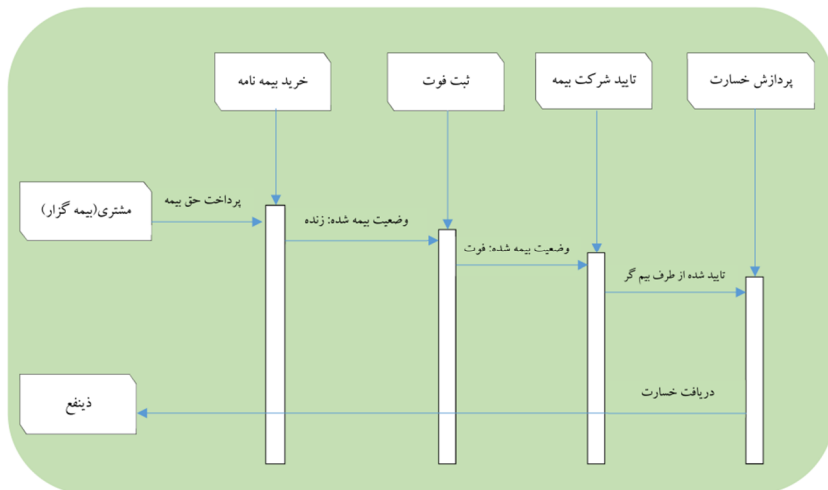 خرید بیمه نامه
ثبت فوت
تایید شرکت بیمه
پردازش خسارت
مشتری(بیمه گزار)
پرداخت حق بیمه
وضعیت بیمه شده: زنده
وضعیت بیمه شده: فوت
تایید شده از طرف بیم گر
دریافت خسارت
ذینفع